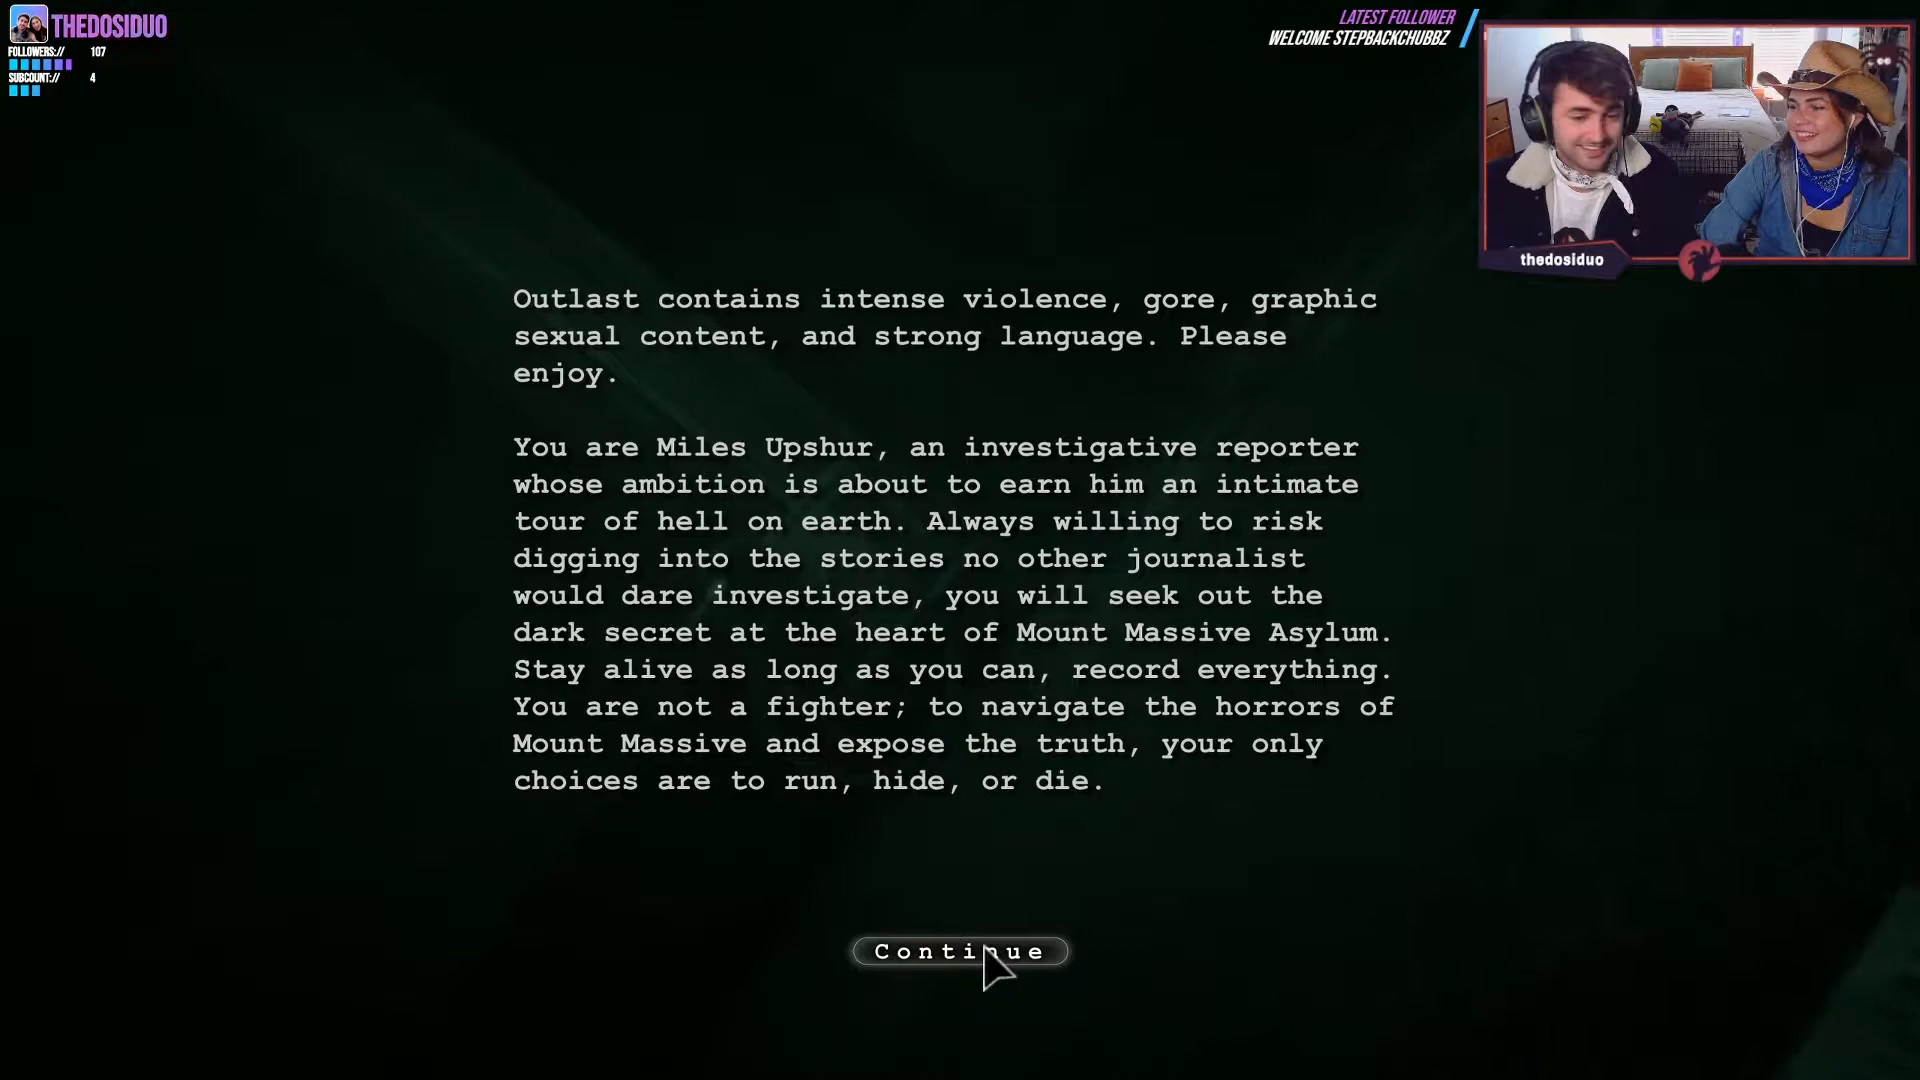 THEDOSIDUO
FOLLOWERS:// 107
SUBCOUNT:// 4
LATEST FOLLOWER
WELCOME STEPBACKCHUBBZ
thedosiduo
Outlast contains intense violence, gore, graphic
sexual content, and strong language. Please
enjoy.
You are Miles Upshur, an investigative reporter
whose ambition is about to earn him an intimate
tour of hell on earth. Always willing to risk
digging into the stories no other journalist
would dare investigate, you will seek out the
dark secret at the heart of Mount Massive Asylum.
Stay alive as long as you can, record everything.
You are not a fighter; to navigate the horrors of
Mount Massive and expose the truth, your only
choices are to run, hide, or die.
Continue